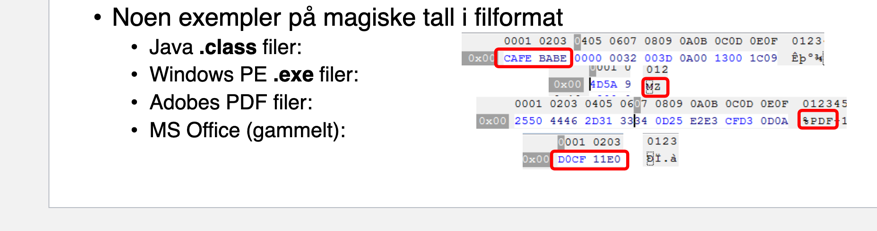 • Noen exempler på magiske tall i filformat
• Java .class filer:
0001 0203 0405 0607 0809 0A0B 0C0D 0E0F 0123
0x00 CAFE BABE 0000 0032 003D 0A00 1300 1C09 Êþº¾
• Windows PE .exe filer:
0001 0 012
0x00 4D5A 9 MZ
• Adobes PDF filer:
0001 0203 0405 0607 0809 0A0B 0C0D 0E0F 012345
0x00 2550 4446 2D31 3334 0D25 E2E3 CFD3 0D0A %PDF-1
• MS Office (gammelt):
0001 0203 0123
0x00 D0CF 11E0 ÐÏ.à